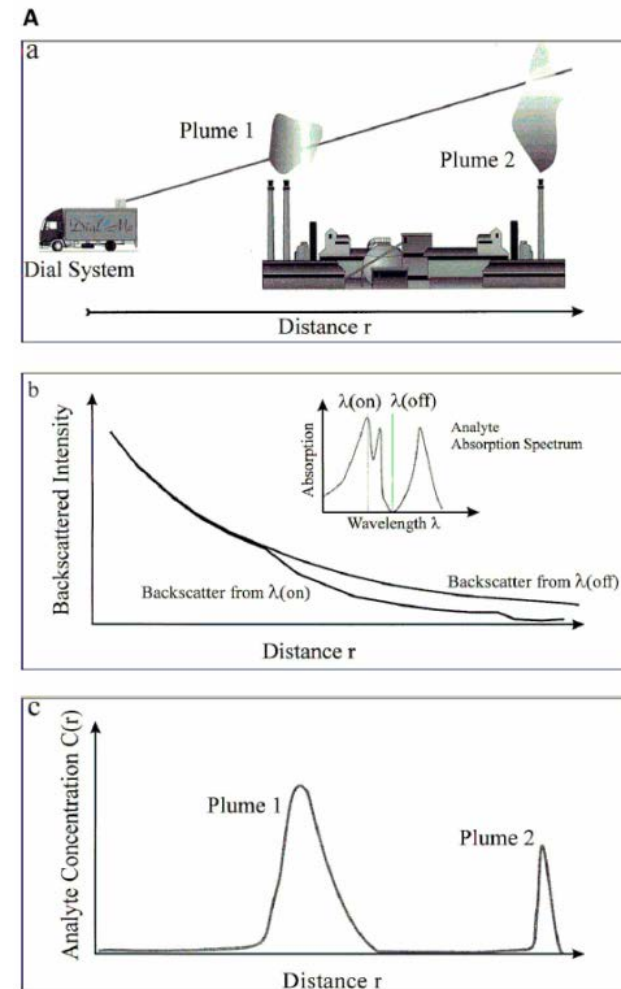 A
a
Plume 1
Plume 2
Dial System
Distance r
b
Backscattered Intensity
λ(on) λ(off)
Absorption
Analyte
Absorption Spectrum
Wavelength λ
Backscatter from λ(on)
Backscatter from λ(off)
Distance r
c
Analyte Concentration C(r)
Plume 1
Plume 2
Distance r